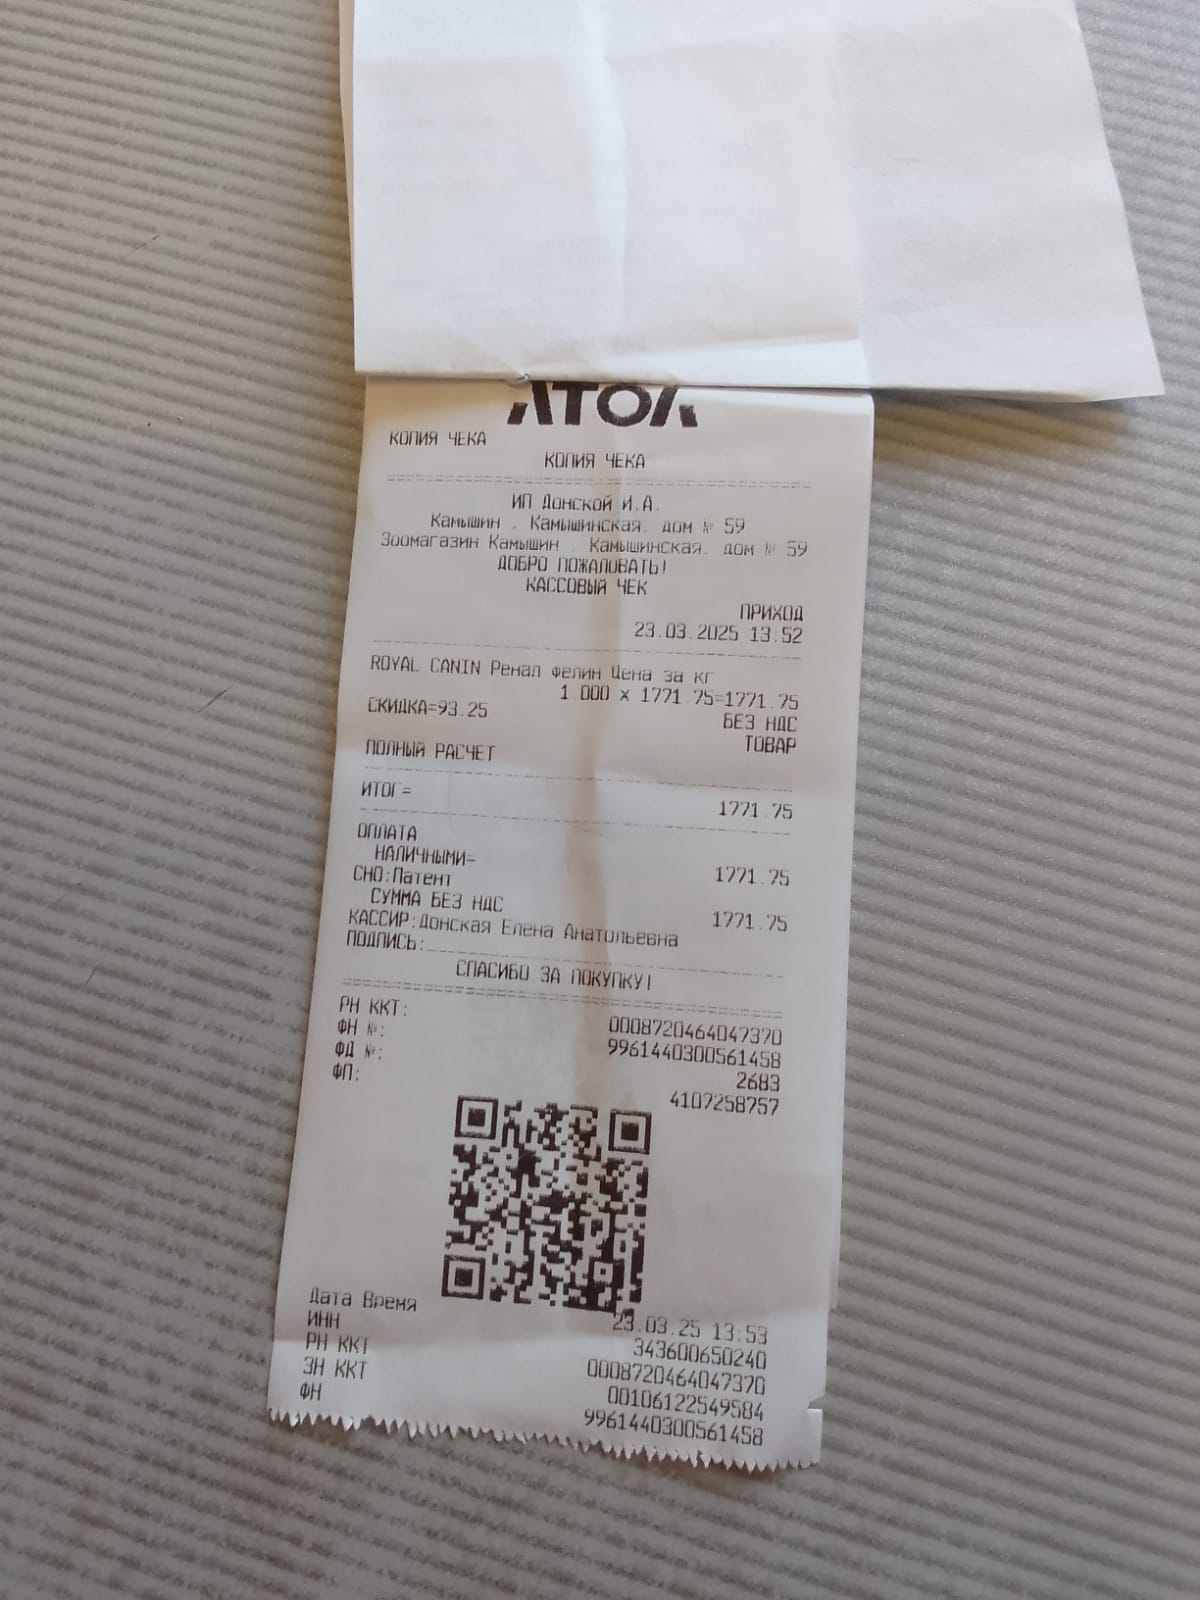 АТОЛ
КОПИЯ ЧЕКА
КОПИЯ ЧЕКА
ИП Донской И.А.
Камышин , Камышинская, дом № 59
Зоомагазин Камышин , Камышинская, дом № 59
ДОБРО ПОЖАЛОВАТЬ!
КАССОВЫЙ ЧЕК
ПРИХОД
23.03.2025 13:52
ROYAL CANIN Ренал фелин Цена за кг
1.000 x 1771.75=1771.75
СКИДКА=93.25 БЕЗ НДС
ТОВАР
ПОЛНЫЙ РАСЧЕТ
ИТОГ= 1771.75
ОПЛАТА
НАЛИЧНЫМИ= 1771.75
СНО:Патент
СУММА БЕЗ НДС 1771.75
КАССИР:Донская Елена Анатольевна
ПОДПИСЬ:
СПАСИБО ЗА ПОКУПКУ!
РН ККТ: 0008720464047370
ФН №: 9961440300561458
ФД №: 2683
ФП: 4107258757
Дата Время 23.03.25 13:53
ИНН 343600650240
РН ККТ 0008720464047370
ЗН ККТ 00106122549584
ФН 9961440300561458